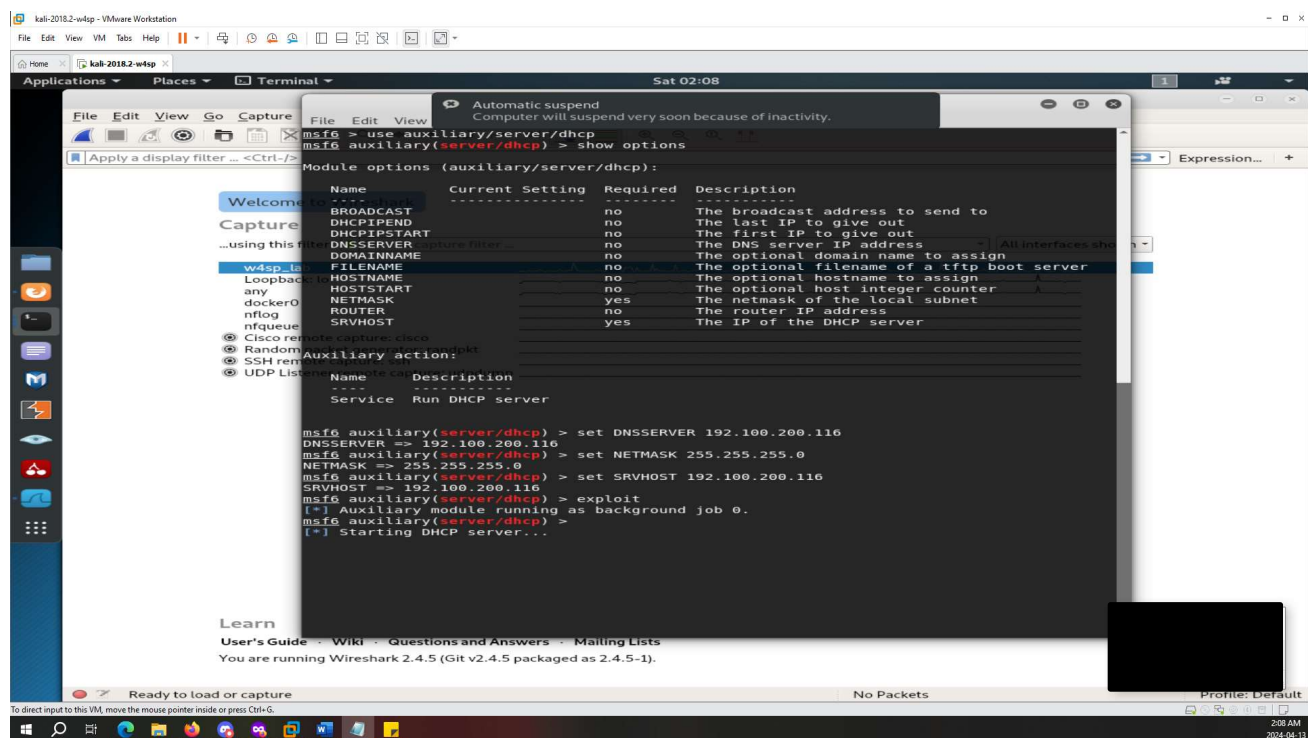 kali-2018.2-w4sp - VMware Workstation
File Edit View VM Tabs Help
Home kali-2018.2-w4sp
Applications Places Terminal Sat 02:08 1
Automatic suspend
Computer will suspend very soon because of inactivity.
File Edit View Go Capture
File Edit View
Apply a display filter ... <Ctrl-/> Expression... +
msf6 > use auxiliary/server/dhcp
msf6 auxiliary(server/dhcp) > show options
Module options (auxiliary/server/dhcp):
Name Current Setting Required Description
---- --------------- -------- -----------
BROADCAST no The broadcast address to send to
DHCPIPEND no The last IP to give out
DHCPIPSTART no The first IP to give out
DNSSERVER no The DNS server IP address
DOMAINNAME no The optional domain name to assign
FILENAME no The optional filename of a tftp boot server
HOSTNAME no The optional hostname to assign
HOSTSTART no The optional host integer counter
NETMASK yes The netmask of the local subnet
ROUTER no The router IP address
SRVHOST yes The IP of the DHCP server
Auxiliary action:
Name Description
---- -----------
Service Run DHCP server
msf6 auxiliary(server/dhcp) > set DNSSERVER 192.100.200.116
DNSSERVER => 192.100.200.116
msf6 auxiliary(server/dhcp) > set NETMASK 255.255.255.0
NETMASK => 255.255.255.0
msf6 auxiliary(server/dhcp) > set SRVHOST 192.100.200.116
SRVHOST => 192.100.200.116
msf6 auxiliary(server/dhcp) > exploit
[*] Auxiliary module running as background job 0.
msf6 auxiliary(server/dhcp) >
[*] Starting DHCP server...
Welcome to Wireshark
Capture
...using this filter: capture filter ... All interfaces shown
w4sp_lab
Loopback: lo
any
docker0
nflog
nfqueue
Cisco remote capture: cisco
Random packet generator: randpkt
SSH remote capture: ssh
UDP Listener remote capture: udpdump
Learn
User's Guide · Wiki · Questions and Answers · Mailing Lists
You are running Wireshark 2.4.5 (Git v2.4.5 packaged as 2.4.5-1).
Ready to load or capture No Packets Profile: Default
To direct input to this VM, move the mouse pointer inside or press Ctrl+G.
2:08 AM
2024-04-13